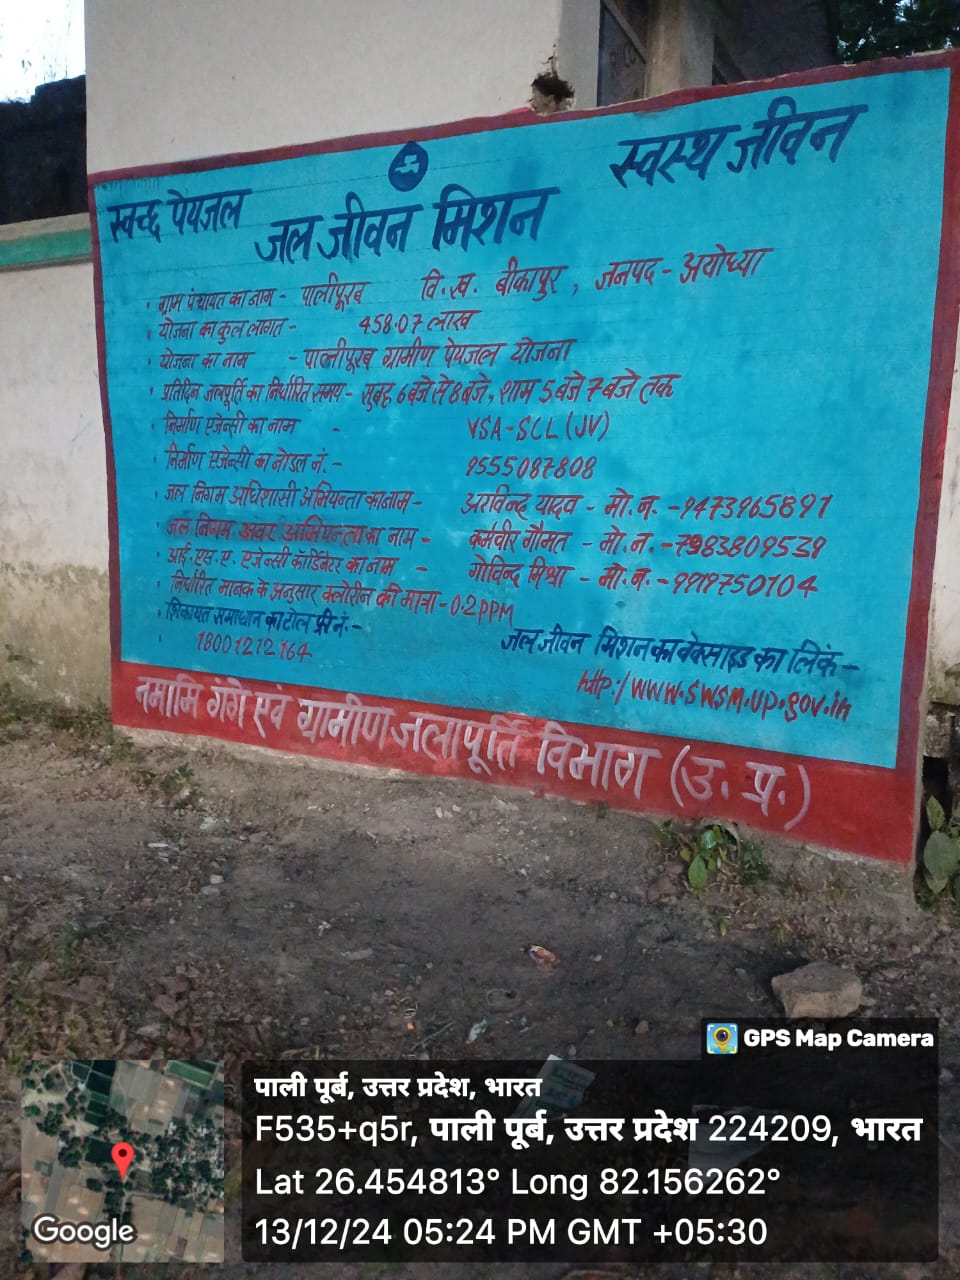 स्वच्छ पेयजल
स्वस्थ जीवन
जल जीवन मिशन
• ग्राम पंचायत का नाम - पालीपूरब वि.ख. बीकापुर, जनपद - अयोध्या
• योजना का कुल लागत - 458.07 लाख
• योजना का नाम - पालीपूरब ग्रामीण पेयजल योजना
• प्रतिदिन जलपूर्ति का निर्धारित समय - सुबह 6 बजे से 8 बजे, शाम 5 बजे 7 बजे तक
• निर्माण एजेन्सी का नाम - VSA-SCL (JV)
• निर्माण एजेन्सी का नोडल नं. - 9555087808
• जल निगम अधिशासी अभियन्ता का नाम - अरविन्द यादव - मो.न. -9473965891
• जल निगम अवर अभियन्ता का नाम - कर्मवीर गौमत - मो.न. -7983809539
• आई.एस.ए. एजेन्सी कॉर्डिनेटर का नाम - गोविन्द मिश्रा - मो.न. -9919750104
• निर्धारित मानक के अनुसार क्लोरीन की मात्रा - 0.2 PPM
• शिकायत समाधान का टोल फ्री नं. -
• 18001212164
जल जीवन मिशन का वेबसाइड का लिंक -
http:/www.swsm.up.gov.in
नमामि गंगे एवं ग्रामीण जलापूर्ति विभाग (उ.प्र.)
GPS Map Camera
पाली पूर्ब, उत्तर प्रदेश, भारत
F535+q5r, पाली पूर्ब, उत्तर प्रदेश 224209, भारत
Lat 26.454813° Long 82.156262°
13/12/24 05:24 PM GMT +05:30
Google